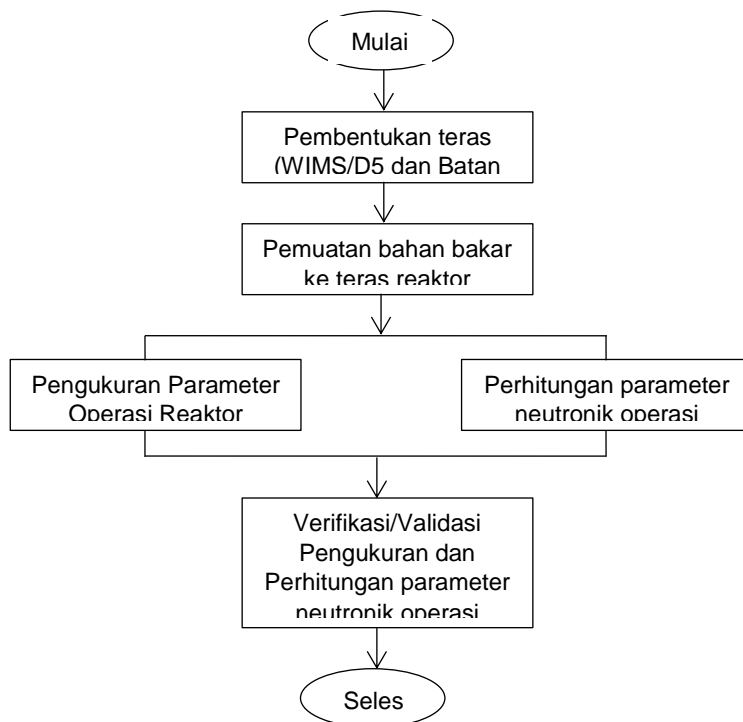 Mulai
Pembentukan teras
(WIMS/D5 dan Batan
Pemuatan bahan bakar
ke teras reaktor
Pengukuran Parameter
Operasi Reaktor
Perhitungan parameter
neutronik operasi
Verifikasi/Validasi
Pengukuran dan
Perhitungan parameter
neutronik operasi
Seles